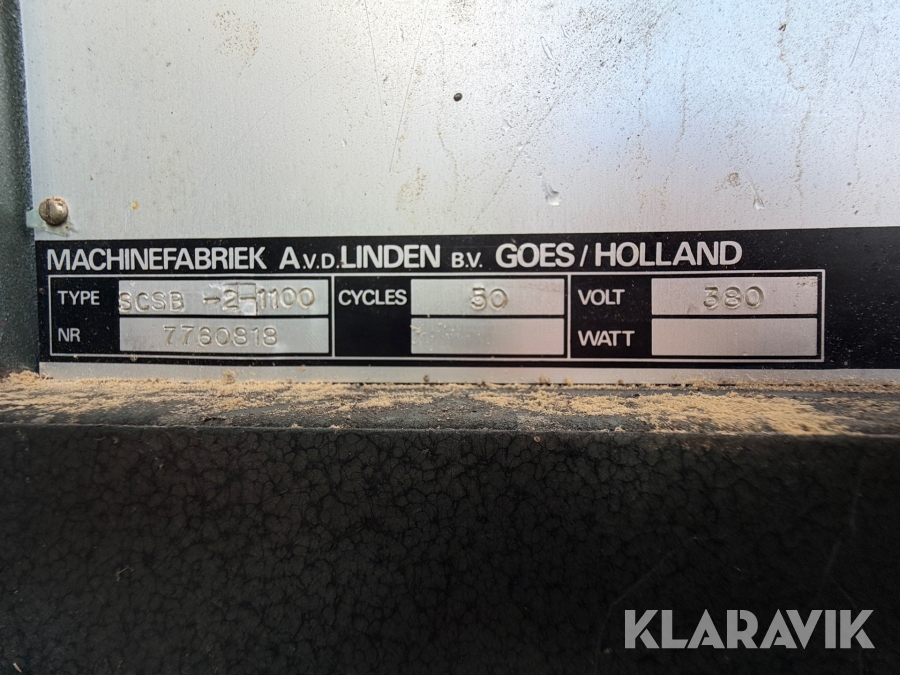 MACHINEFABRIEK A.V.D. LINDEN B.V. GOES/HOLLAND
TYPE SCSB -2-1100 CYCLES 50 VOLT 380
NR 7760818 WATT
KLARAVIK